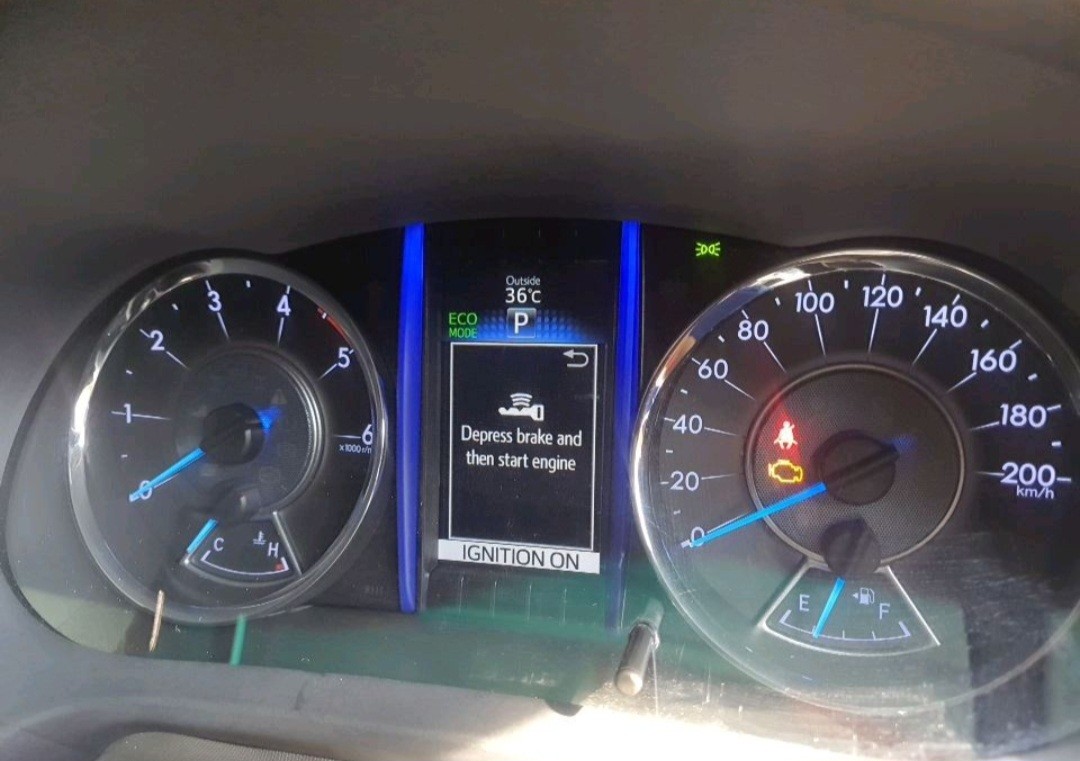 0
1
2
3
4
5
6
x1000r/min
C
H
Outside
36°C
ECO
MODE
P
Depress brake and
then start engine
IGNITION ON
0
20
40
60
80
100
120
140
160
180
200
km/h
E
F